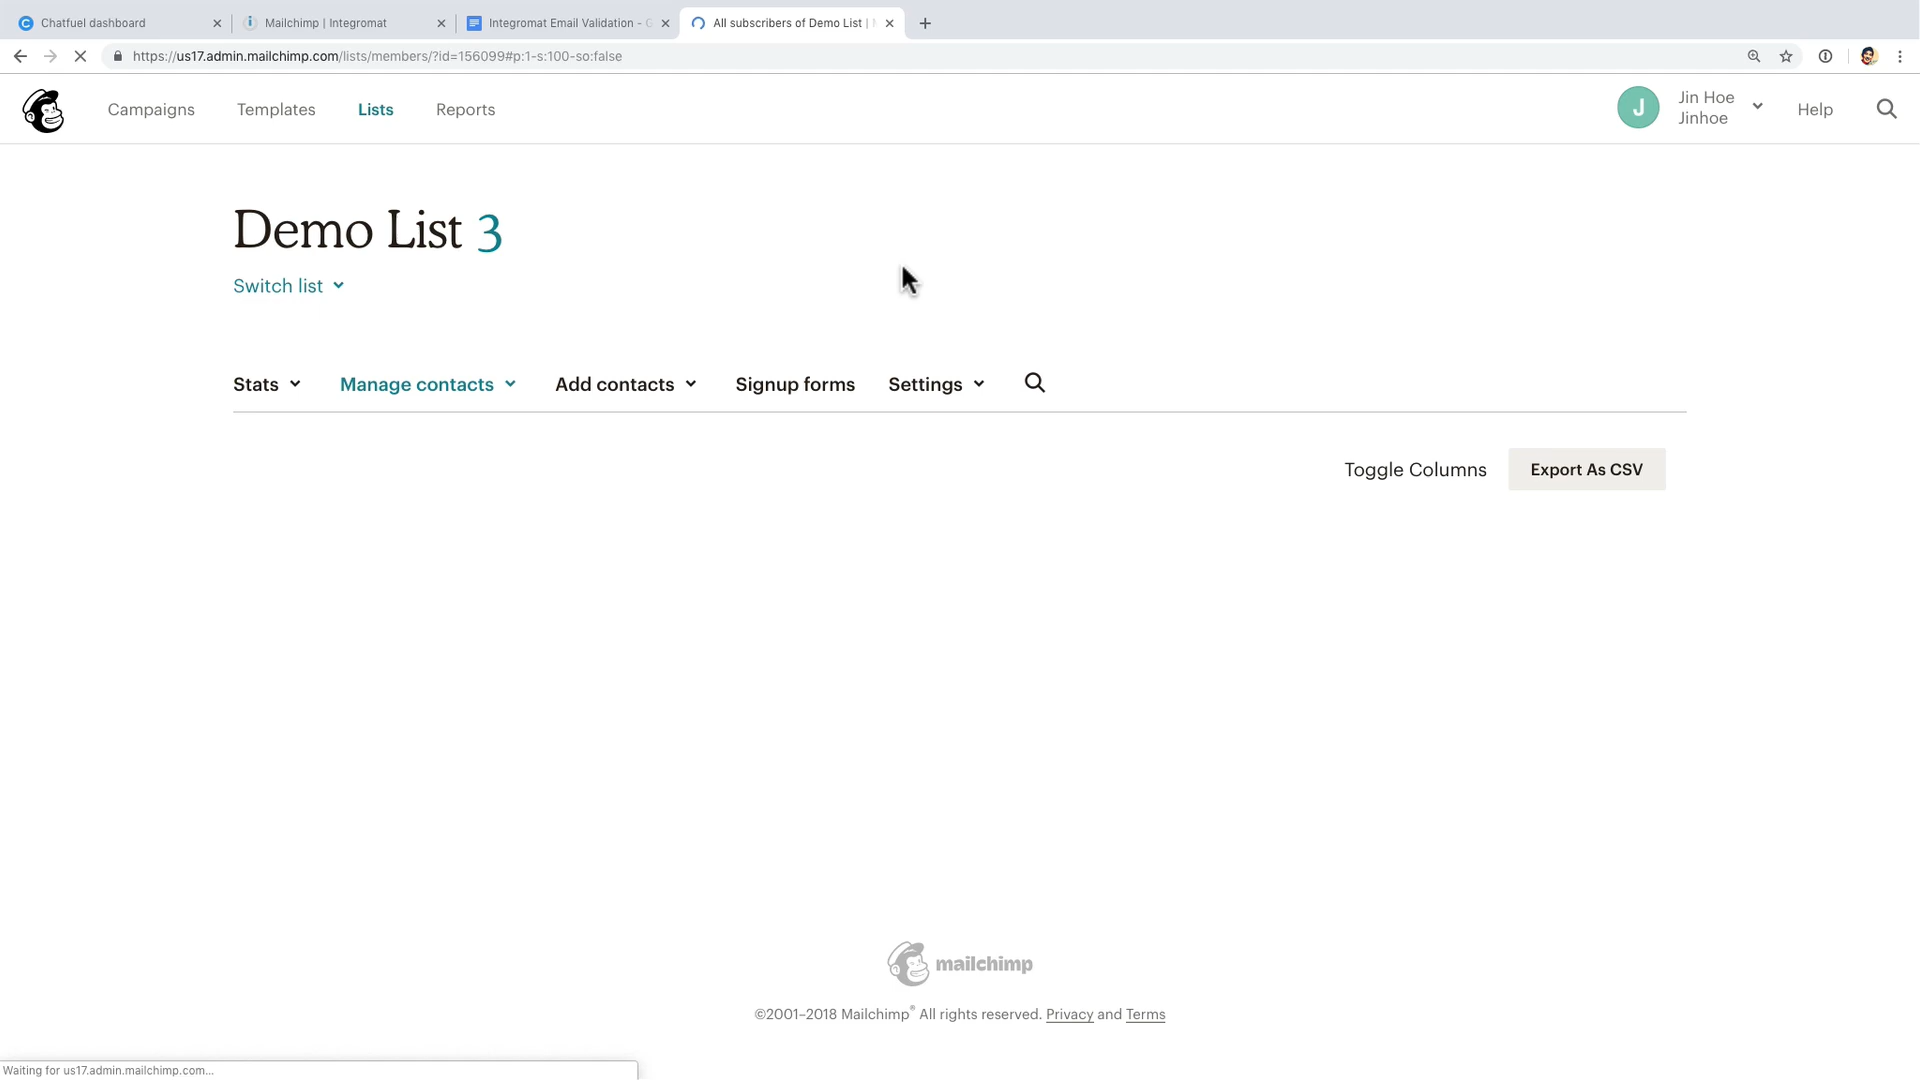 Chatfuel dashboard
Mailchimp | Integromat
Integromat Email Validation - G
All subscribers of Demo List |
https://us17.admin.mailchimp.com/lists/members/?id=156099#p:1-s:100-so:false
Campaigns
Templates
Lists
Reports
J
Jin Hoe
Jinhoe
Help
Demo List 3
Switch list
Stats
Manage contacts
Add contacts
Signup forms
Settings
Toggle Columns
Export As CSV
mailchimp
©2001–2018 Mailchimp® All rights reserved. Privacy and Terms
Waiting for us17.admin.mailchimp.com...